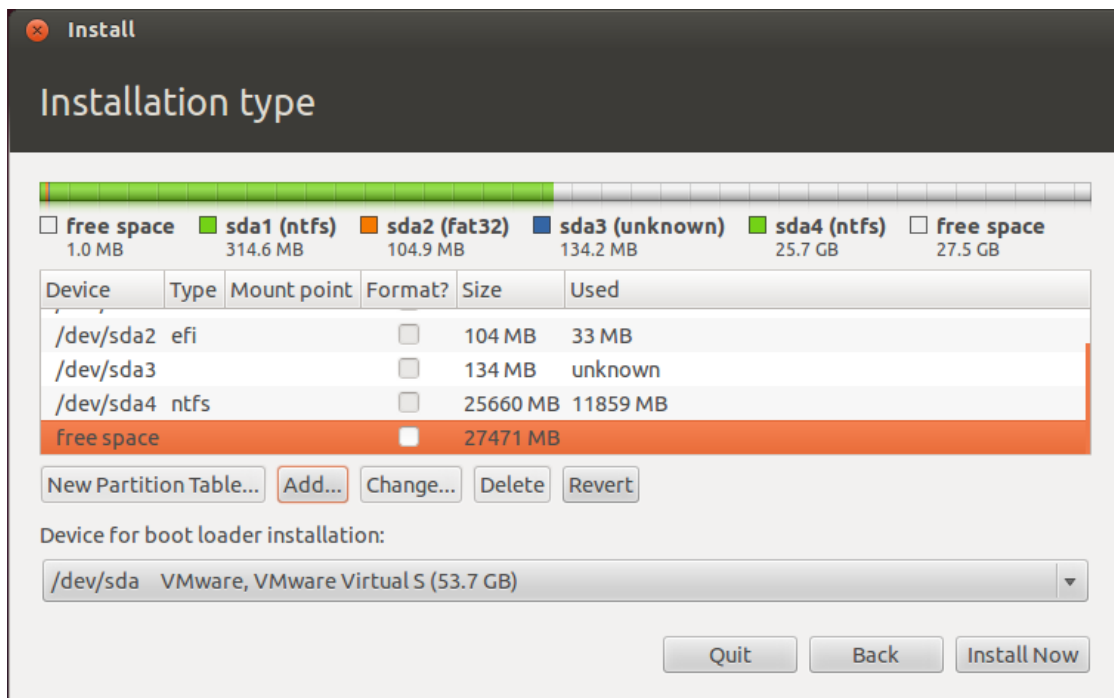 Install
Installation type
free space sda1 (ntfs) sda2 (fat32) sda3 (unknown) sda4 (ntfs) free space
1.0 MB 314.6 MB 104.9 MB 134.2 MB 25.7 GB 27.5 GB
Device Type Mount point Format? Size Used
/dev/sda2 efi 104 MB 33 MB
/dev/sda3 134 MB unknown
/dev/sda4 ntfs 25660 MB 11859 MB
free space 27471 MB
New Partition Table... Add... Change... Delete Revert
Device for boot loader installation:
/dev/sda VMware, VMware Virtual S (53.7 GB)
Quit Back Install Now